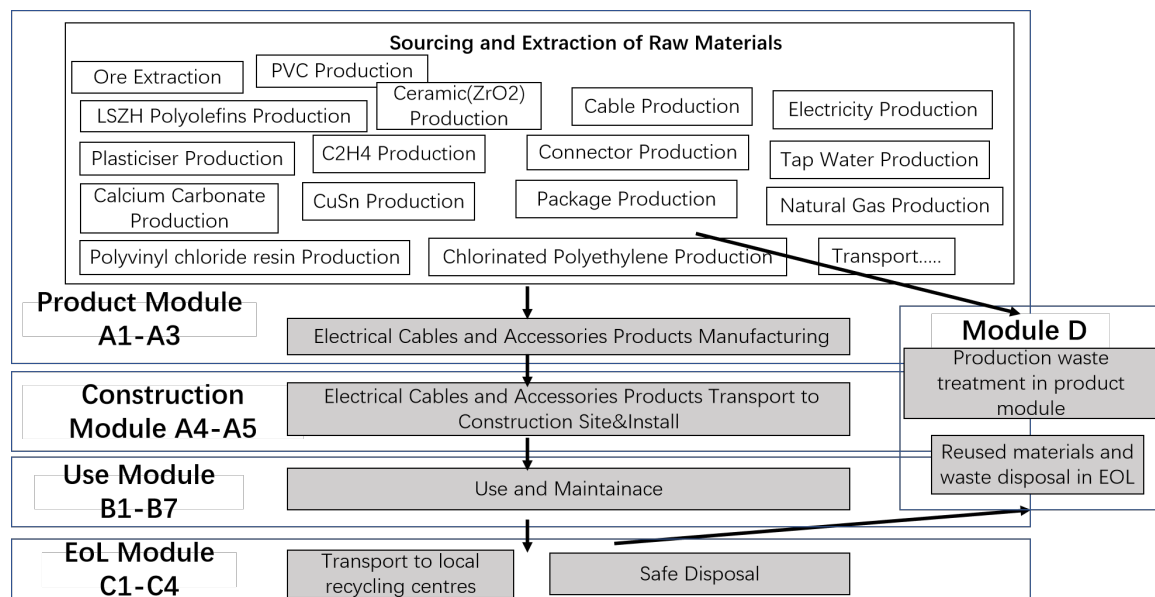 Sourcing and Extraction of Raw Materials
Ore Extraction
PVC Production
LSZH Polyolefins Production
Ceramic(ZrO2)
Production
Cable Production
Electricity Production
Plasticiser Production
C2H4 Production
Connector Production
Tap Water Production
Calcium Carbonate
Production
CuSn Production
Package Production
Natural Gas Production
Polyvinyl chloride resin Production
Chlorinated Polyethylene Production
Transport.....
Product Module
A1-A3
Electrical Cables and Accessories Products Manufacturing
Module D
Production waste
treatment in product
module
Construction
Module A4-A5
Electrical Cables and Accessories Products Transport to
Construction Site&Install
Reused materials and
waste disposal in EOL
Use Module
B1-B7
Use and Maintainace
EoL Module
C1-C4
Transport to local
recycling centres
Safe Disposal